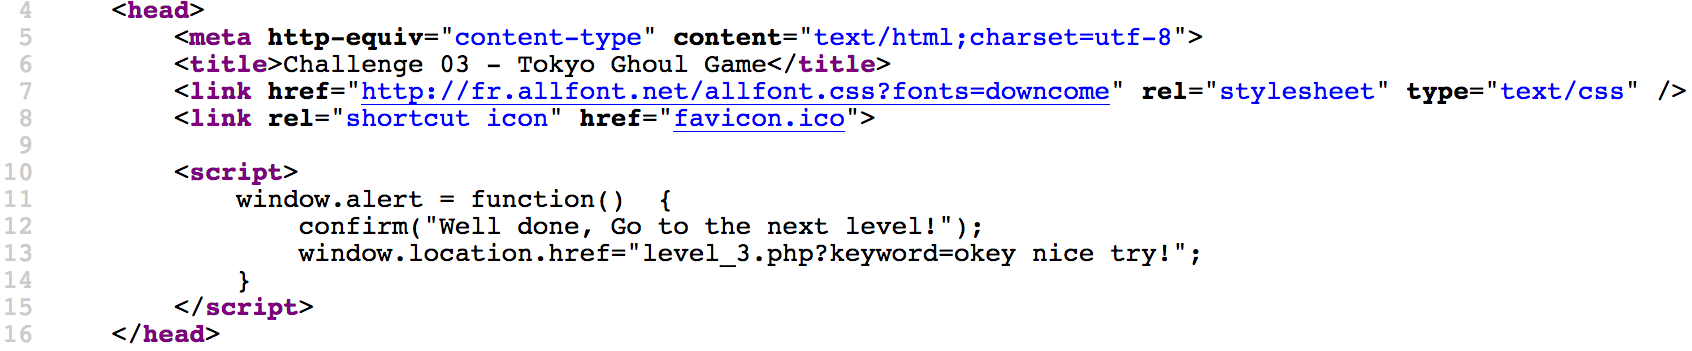 4 <head>
5 <meta http-equiv="content-type" content="text/html;charset=utf-8">
6 <title>Challenge 03 - Tokyo Ghoul Game</title>
7 <link href="http://fr.allfont.net/allfont.css?fonts=downcome" rel="stylesheet" type="text/css" />
8 <link rel="shortcut icon" href="favicon.ico">
9
10 <script>
11 window.alert = function()  {
12 confirm("Well done, Go to the next level!");
13 window.location.href="level_3.php?keyword=okey nice try!";
14 }
15 </script>
16 </head>